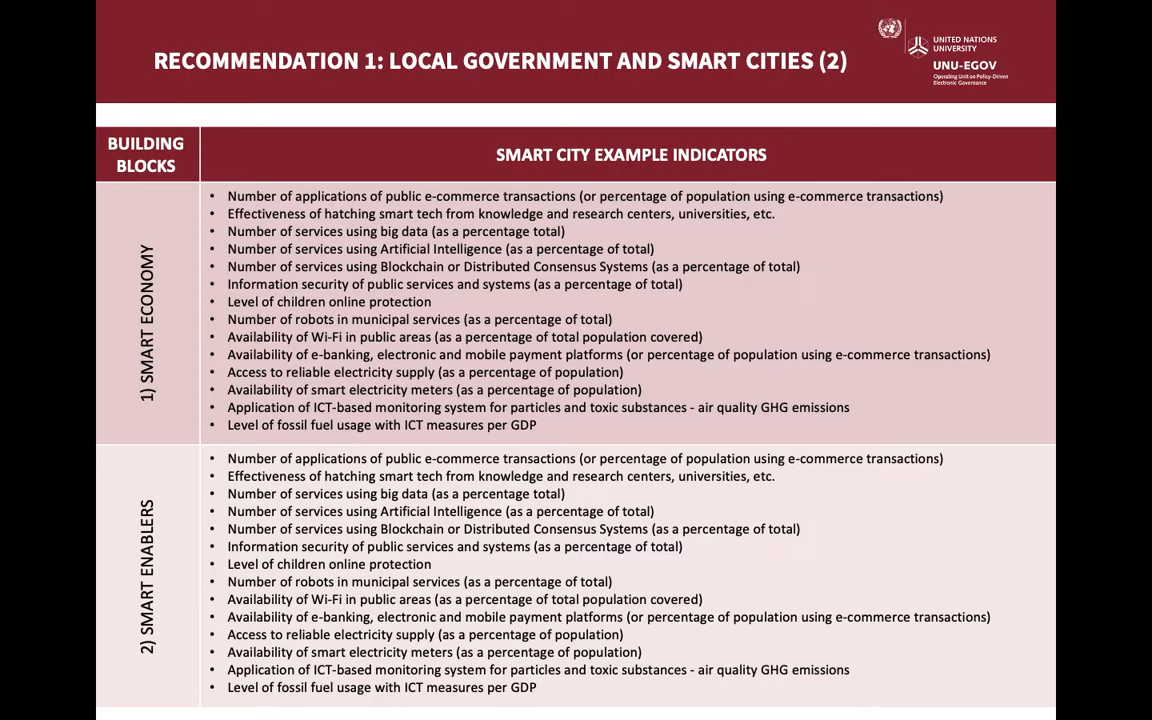 RECOMMENDATION 1: LOCAL GOVERNMENT AND SMART CITIES (2)
UNITED NATIONS
UNIVERSITY
UNU-EGOV
Operating Unit on Policy-Driven
Electronic Governance
BUILDING
BLOCKS
SMART CITY EXAMPLE INDICATORS
1) SMART ECONOMY
• Number of applications of public e-commerce transactions (or percentage of population using e-commerce transactions)
• Effectiveness of hatching smart tech from knowledge and research centers, universities, etc.
• Number of services using big data (as a percentage total)
• Number of services using Artificial Intelligence (as a percentage of total)
• Number of services using Blockchain or Distributed Consensus Systems (as a percentage of total)
• Information security of public services and systems (as a percentage of total)
• Level of children online protection
• Number of robots in municipal services (as a percentage of total)
• Availability of Wi-Fi in public areas (as a percentage of total population covered)
• Availability of e-banking, electronic and mobile payment platforms (or percentage of population using e-commerce transactions)
• Access to reliable electricity supply (as a percentage of population)
• Availability of smart electricity meters (as a percentage of population)
• Application of ICT-based monitoring system for particles and toxic substances - air quality GHG emissions
• Level of fossil fuel usage with ICT measures per GDP
2) SMART ENABLERS
• Number of applications of public e-commerce transactions (or percentage of population using e-commerce transactions)
• Effectiveness of hatching smart tech from knowledge and research centers, universities, etc.
• Number of services using big data (as a percentage total)
• Number of services using Artificial Intelligence (as a percentage of total)
• Number of services using Blockchain or Distributed Consensus Systems (as a percentage of total)
• Information security of public services and systems (as a percentage of total)
• Level of children online protection
• Number of robots in municipal services (as a percentage of total)
• Availability of Wi-Fi in public areas (as a percentage of total population covered)
• Availability of e-banking, electronic and mobile payment platforms (or percentage of population using e-commerce transactions)
• Access to reliable electricity supply (as a percentage of population)
• Availability of smart electricity meters (as a percentage of population)
• Application of ICT-based monitoring system for particles and toxic substances - air quality GHG emissions
• Level of fossil fuel usage with ICT measures per GDP